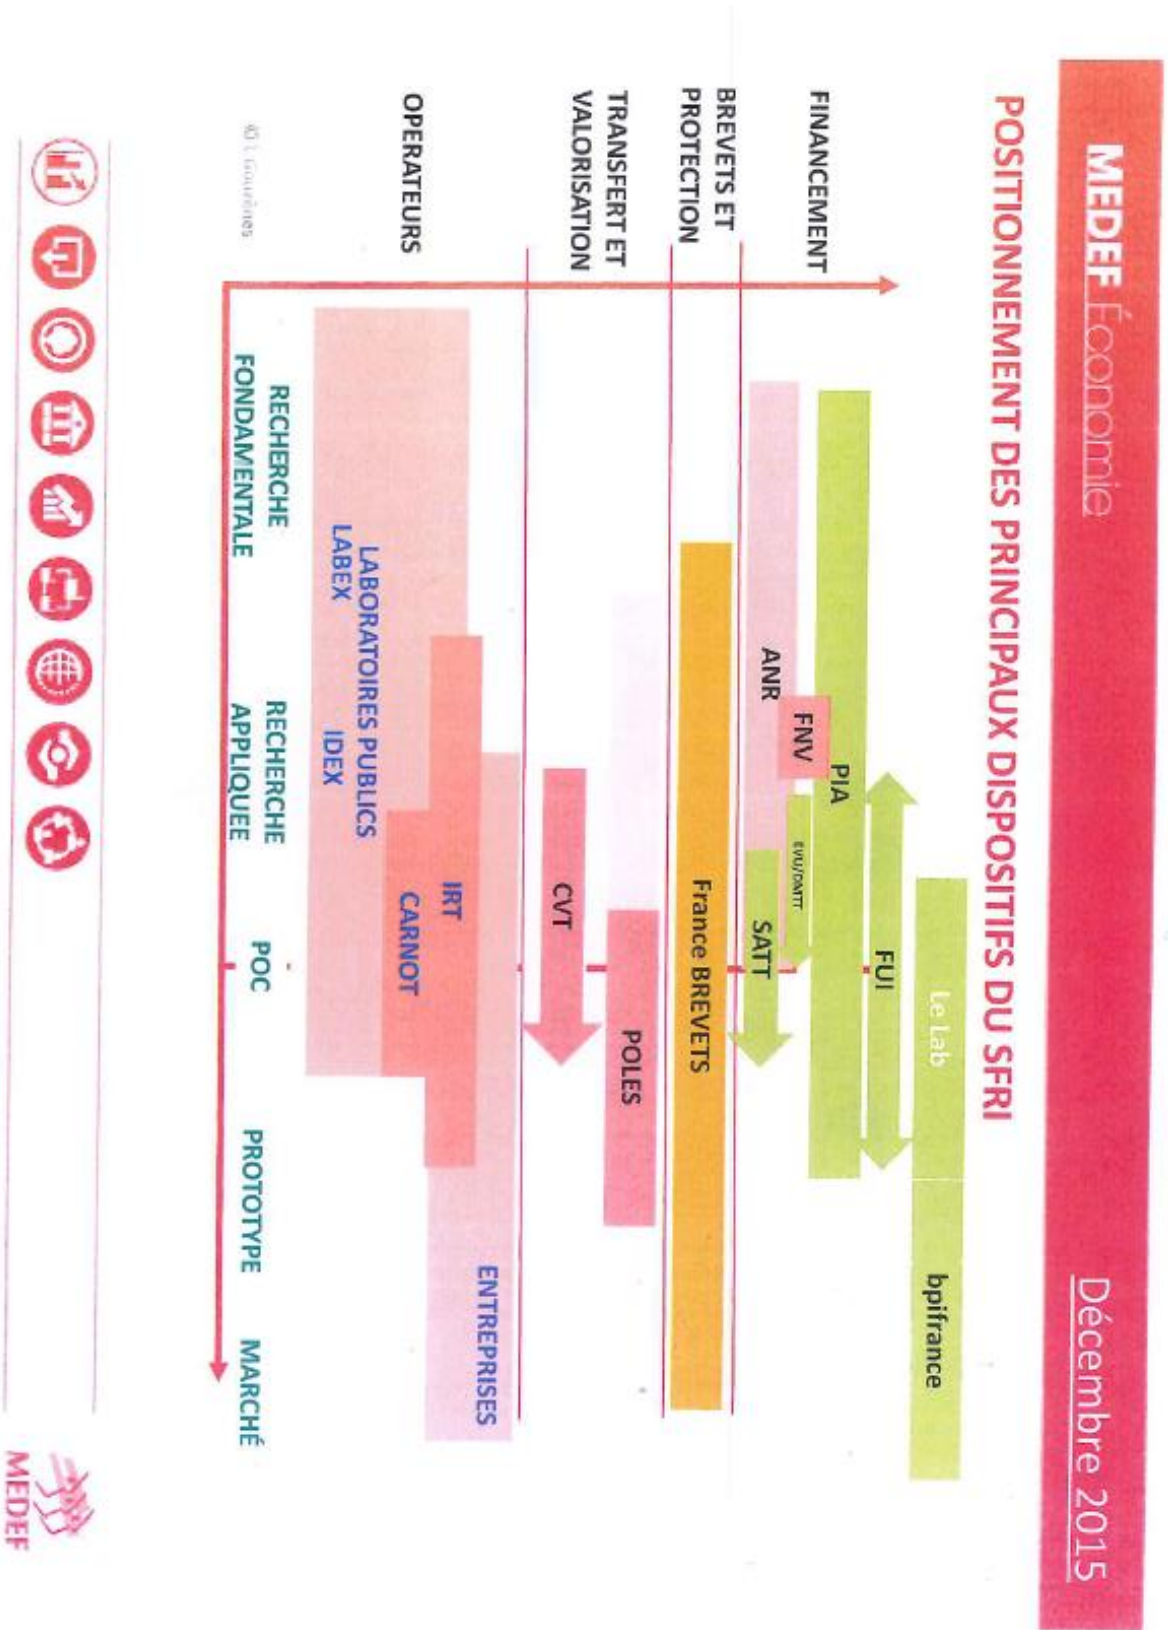 MEDEF Économie
Décembre 2015
POSITIONNEMENT DES PRINCIPAUX DISPOSITIFS DU SFRI
FINANCEMENT
Le Lab
bpifrance
FUI
PIA
FNV
EVU/DMTT
ANR
SATT
BREVETS ET
PROTECTION
France BREVETS
TRANSFERT ET
VALORISATION
POLES
CVT
OPERATEURS
ENTREPRISES
IRT
CARNOT
LABORATOIRES PUBLICS
LABEX
IDEX
RECHERCHE
FONDAMENTALE
RECHERCHE
APPLIQUEE
POC
PROTOTYPE
MARCHÉ
MEDEF